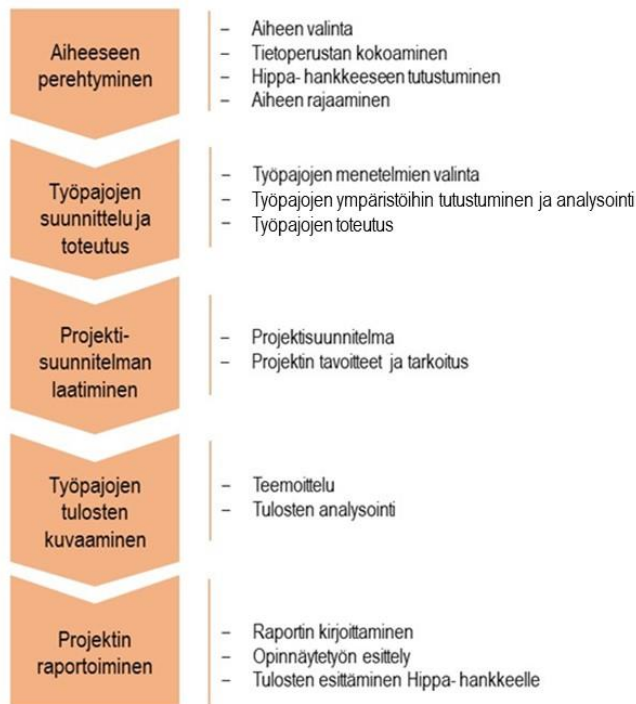 Aiheeseen
perehtyminen
– Aiheen valinta
– Tietoperustan kokoaminen
– Hippa- hankkeeseen tutustuminen
– Aiheen rajaaminen
Työpajojen
suunnittelu ja
toteutus
– Työpajojen menetelmien valinta
– Työpajojen ympäristöihin tutustuminen ja analysointi
– Työpajojen toteutus
Projekti-
suunnitelman
laatiminen
– Projektisuunnitelma
– Projektin tavoitteet ja tarkoitus
Työpajojen
tulosten
kuvaaminen
– Teemoittelu
– Tulosten analysointi
Projektin
raportoiminen
– Raportin kirjoittaminen
– Opinnäytetyön esittely
– Tulosten esittäminen Hippa- hankkeelle